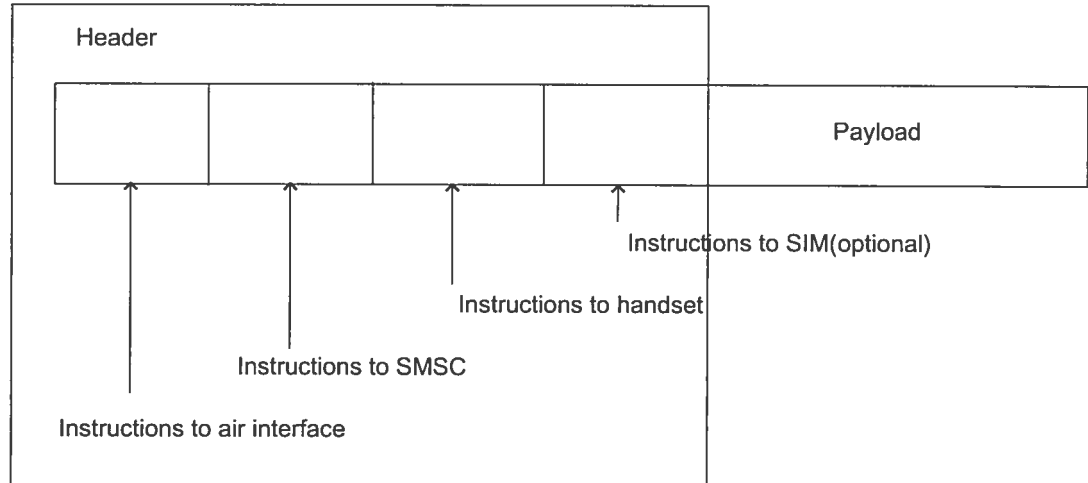 Header
Payload
Instructions to SIM(optional)
Instructions to handset
Instructions to SMSC
Instructions to air interface